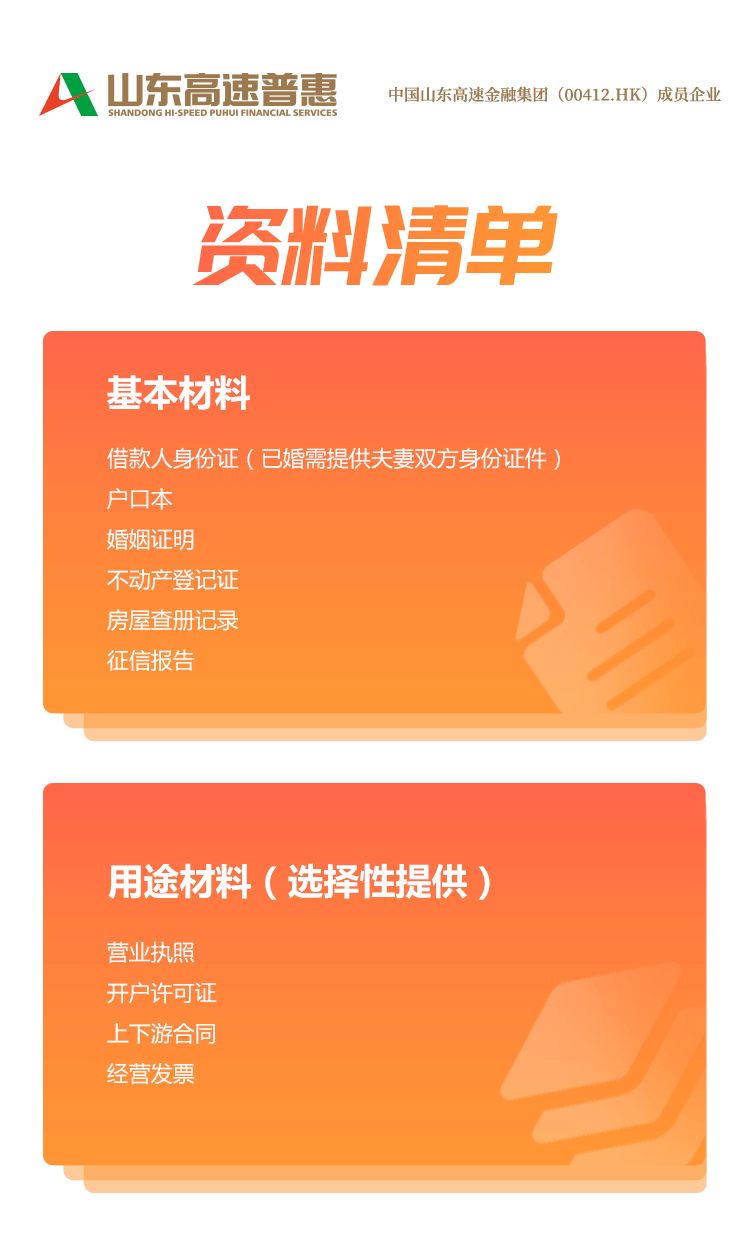 山东高速普惠
SHANDONG HI-SPEED PUHUI FINANCIAL SERVICES
中国山东高速金融集团（00412.HK）成员企业
资料清单
基本材料
借款人身份证（已婚需提供夫妻双方身份证件）
户口本
婚姻证明
不动产登记证
房屋查册记录
征信报告
用途材料（选择性提供）
营业执照
开户许可证
上下游合同
经营发票